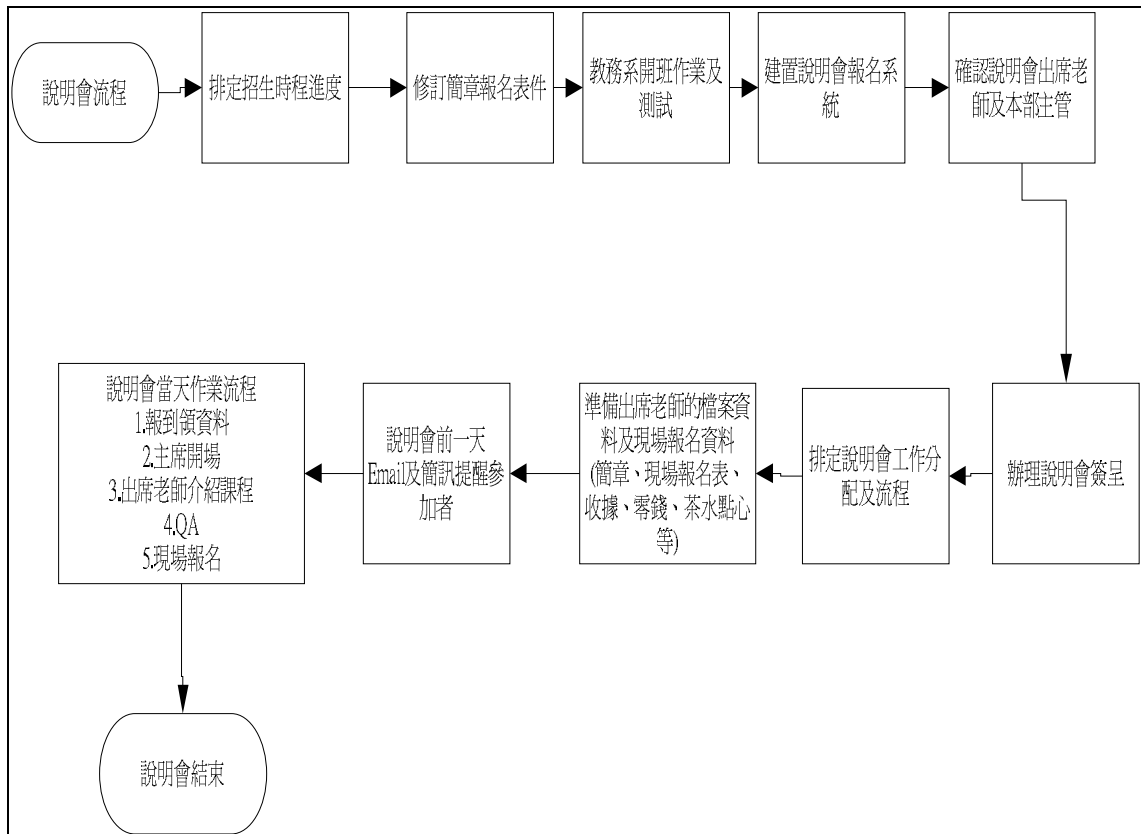 說明會流程
排定招生時程進度
修訂簡章報名表件
教務系開班作業及
測試
建置說明會報名系
統
確認說明會出席老
師及本部主管
辦理說明會簽呈
排定說明會工作分
配及流程
準備出席老師的檔案資
料及現場報名資料
(簡章、現場報名表、
收據、零錢、茶水點心
等)
說明會前一天
Email及簡訊提醒參
加者
說明會當天作業流程
1.報到領資料
2.主席開場
3.出席老師介紹課程
4.QA
5.現場報名
說明會結束